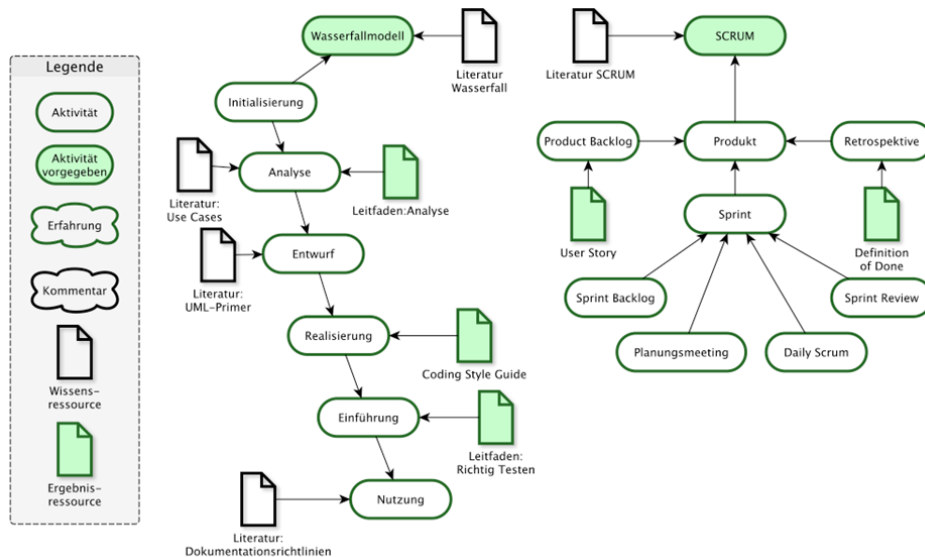 Legende
Aktivität
Aktivität
vorgegeben
Erfahrung
Kommentar
Wissens-
ressource
Ergebnis-
ressource
Wasserfallmodell
Literatur
Wasserfall
Initialisierung
Analyse
Literatur:
Use Cases
Leitfaden:Analyse
Entwurf
Literatur:
UML-Primer
Realisierung
Coding Style Guide
Einführung
Leitfaden:
Richtig Testen
Nutzung
Literatur:
Dokumentationsrichtlinien
SCRUM
Literatur SCRUM
Product Backlog
Produkt
Retrospektive
User Story
Sprint
Definition
of Done
Sprint Backlog
Sprint Review
Planungsmeeting
Daily Scrum